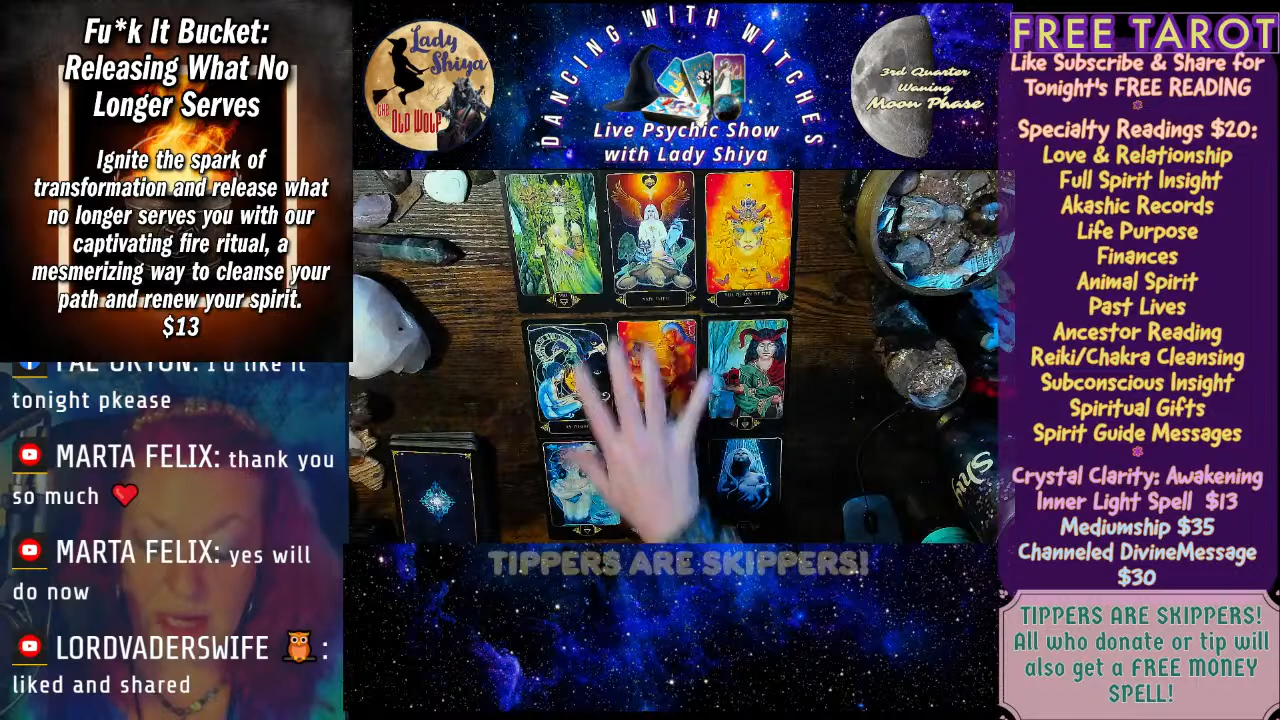 Fu*k It Bucket:
Releasing What No
Longer Serves
Ignite the spark of
transformation and release what
no longer serves you with our
captivating fire ritual, a
mesmerizing way to cleanse your
path and renew your spirit.
$13
I'd like it
tonight pkease
MARTA FELIX: thank you
so much ❤️
MARTA FELIX: yes will
do now
LORDVADERSWIFE 🦉:
liked and shared
Lady
Shiya
the OLD WOLF
DANCING WITH WITCHES
Live Psychic Show
with Lady Shiya
3rd Quarter
Waning
Moon Phase
TIPPERS ARE SKIPPERS!
FREE TAROT
Like Subscribe & Share for
Tonight's FREE READING
*
Specialty Readings $20:
Love & Relationship
Full Spirit Insight
Akashic Records
Life Purpose
Finances
Animal Spirit
Past Lives
Ancestor Reading
Reiki/Chakra Cleansing
Subconscious Insight
Spiritual Gifts
Spirit Guide Messages
*
Crystal Clarity: Awakening
Inner Light Spell $13
Mediumship $35
Channeled DivineMessage
$30
TIPPERS ARE SKIPPERS!
All who donate or tip will
also get a FREE MONEY
SPELL!